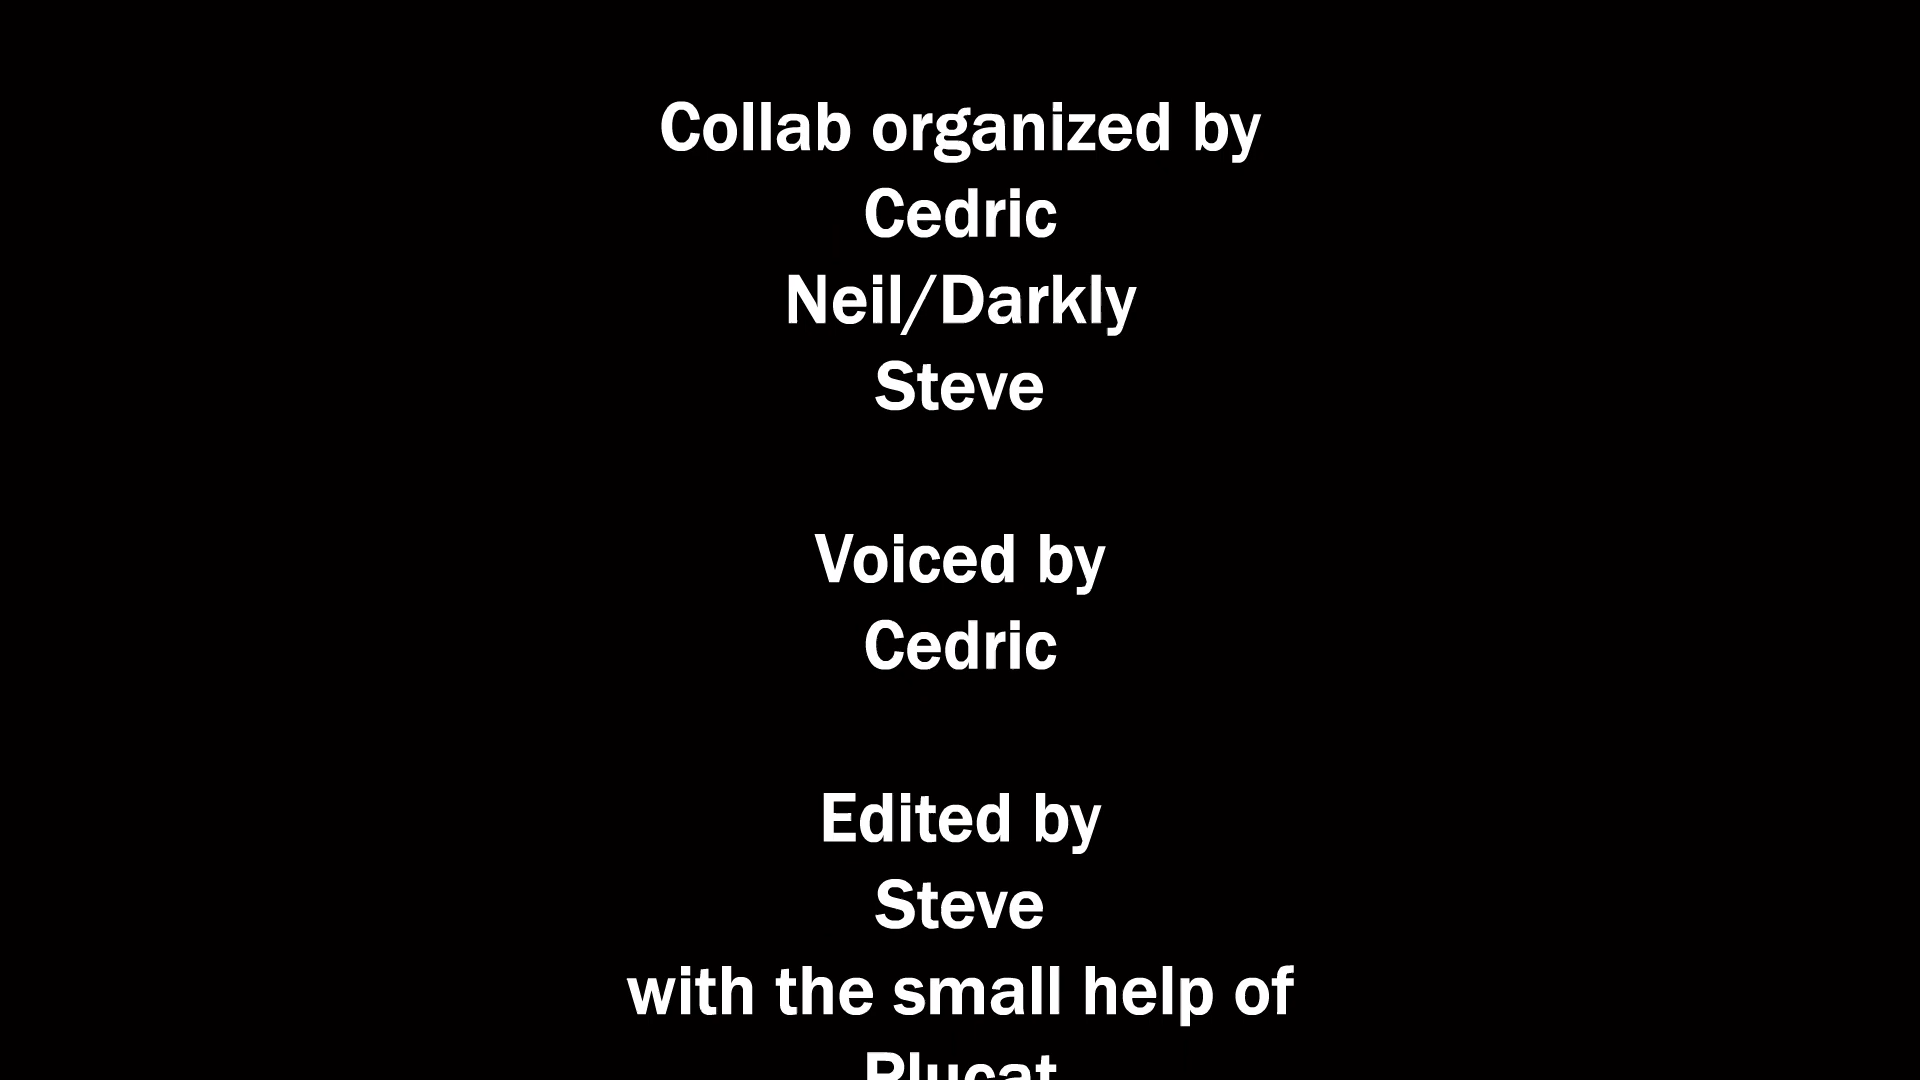 Collab organized by
Cedric
Neil/Darkly
Steve
Voiced by
Cedric
Edited by
Steve
with the small help of